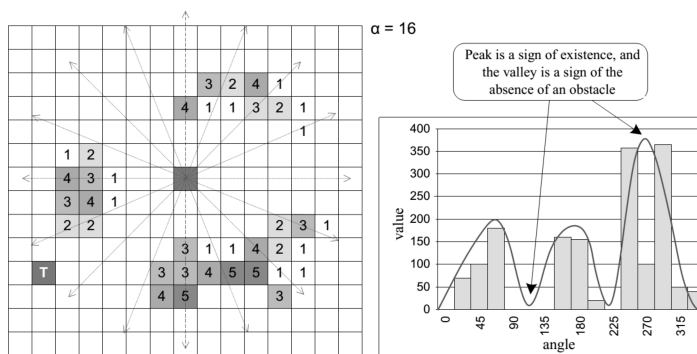 α = 16
3 2 4 1
4 1 1 3 2 1
1
1 2
4 3 1
3 4 1
2 2
2 3 1
3 1 1 4 2 1
T 3 3 4 5 5 1 1
4 5 3
Peak is a sign of existence, and
the valley is a sign of the
absence of an obstacle
400
350
300
250
200
150
100
50
0
value
0 45 90 135 180 225 270 315
angle